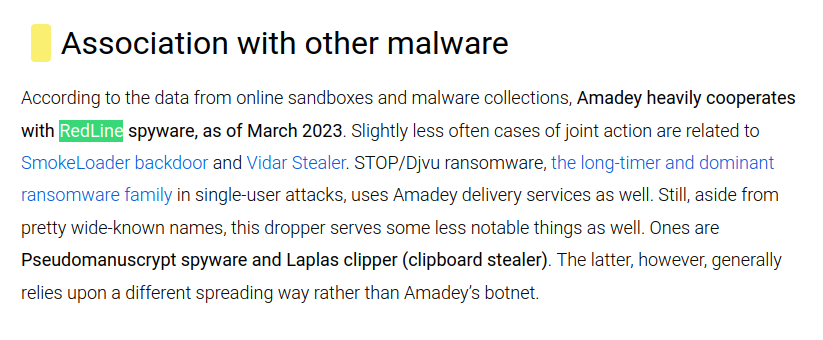 Association with other malware
According to the data from online sandboxes and malware collections, Amadey heavily cooperates
with RedLine spyware, as of March 2023. Slightly less often cases of joint action are related to
SmokeLoader backdoor and Vidar Stealer. STOP/Djvu ransomware, the long-timer and dominant
ransomware family in single-user attacks, uses Amadey delivery services as well. Still, aside from
pretty wide-known names, this dropper serves some less notable things as well. Ones are
Pseudomanuscrypt spyware and Laplas clipper (clipboard stealer). The latter, however, generally
relies upon a different spreading way rather than Amadey’s botnet.